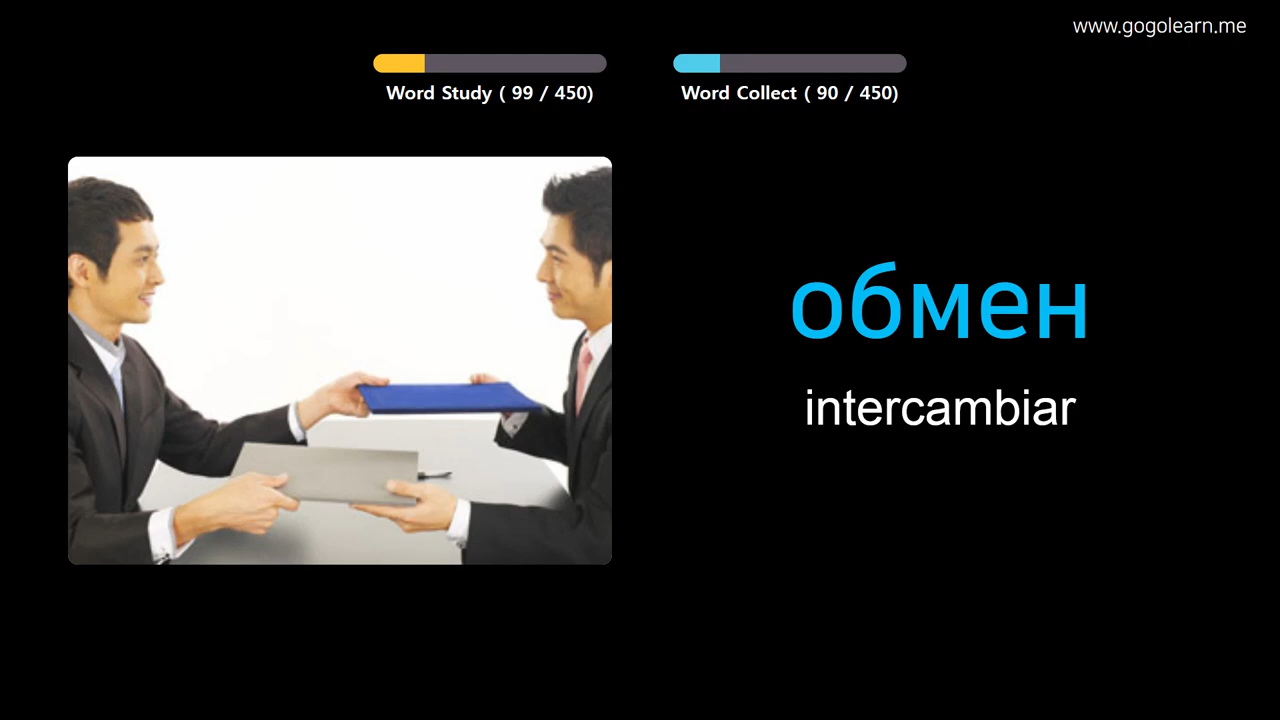 www.gogolearn.me
Word Study ( 99 / 450)
Word Collect ( 90 / 450)
обмен
intercambiar